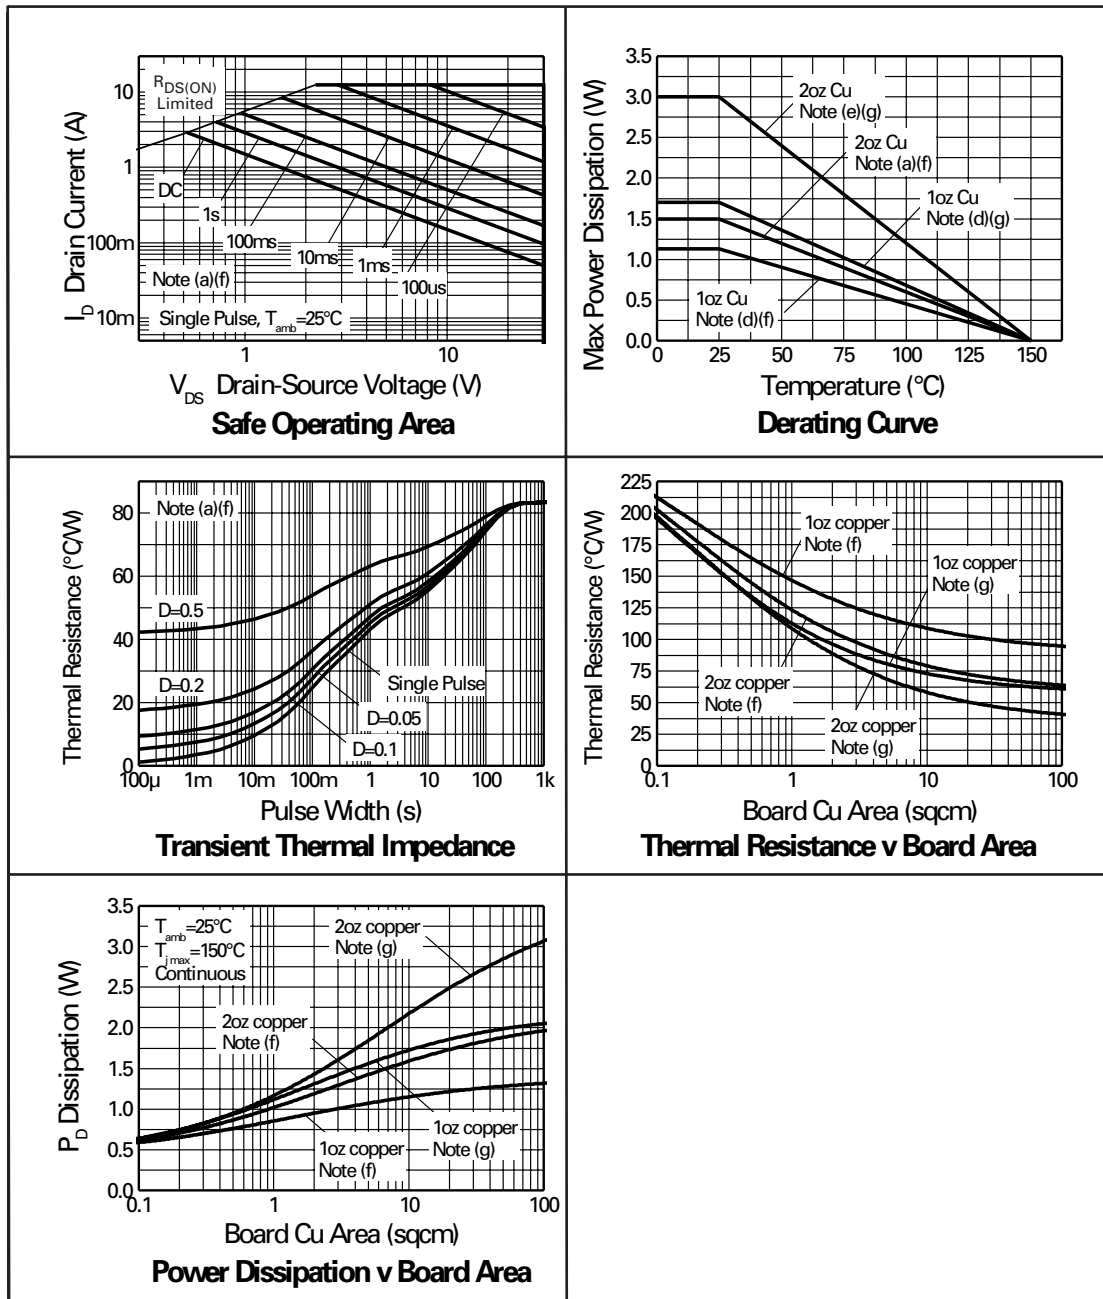 R DS(ON)
Limited
10
1
100m
10m
DC
1s
100ms
10ms
1ms
100us
Note (a)(f)
Single Pulse, T amb =25°C
1
10
I D Drain Current (A)
V DS Drain-Source Voltage (V)
Safe Operating Area
3.0
2.5
2.0
1.5
1.0
0.5
0.0
2oz Cu
Note (e)(g)
2oz Cu
Note (a)(f)
1oz Cu
Note (d)(g)
1oz Cu
Note (d)(f)
0
25
50
75
100
125
150
Max Power Dissipation (W)
Temperature (°C)
Derating Curve
80
60
40
20
0
Note (a)(f)
D=0.5
D=0.2
Single Pulse
D=0.05
D=0.1
100µ
1m
10m
100m
1
10
100
1k
Thermal Resistance (°C/W)
Pulse Width (s)
Transient Thermal Impedance
225
200
175
150
125
100
75
50
25
0
1oz copper
Note (f)
1oz copper
Note (g)
2oz copper
Note (f)
2oz copper
Note (g)
0.1
1
10
100
Thermal Resistance (°C/W)
Board Cu Area (sqcm)
Thermal Resistance v Board Area
3.5
3.0
2.5
2.0
1.5
1.0
0.5
0.0
T amb =25°C
T j max =150°C
Continuous
2oz copper
Note (g)
2oz copper
Note (f)
1oz copper
Note (g)
1oz copper
Note (f)
0.1
1
10
100
P D Dissipation (W)
Board Cu Area (sqcm)
Power Dissipation v Board Area